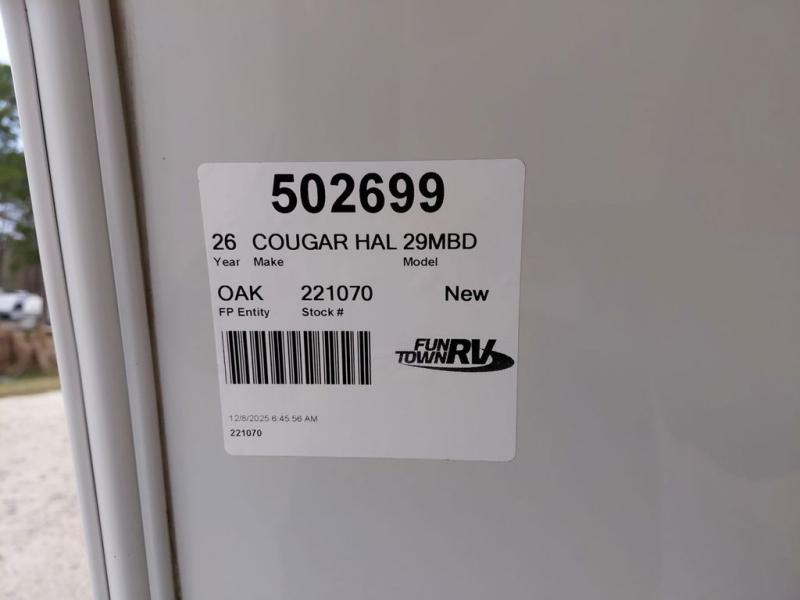 502699
26 COUGAR HAL 29MBD
Year Make Model
OAK 221070 New
FP Entity Stock #
FUN TOWN RV
12/8/2025 6:45:56 AM
221070